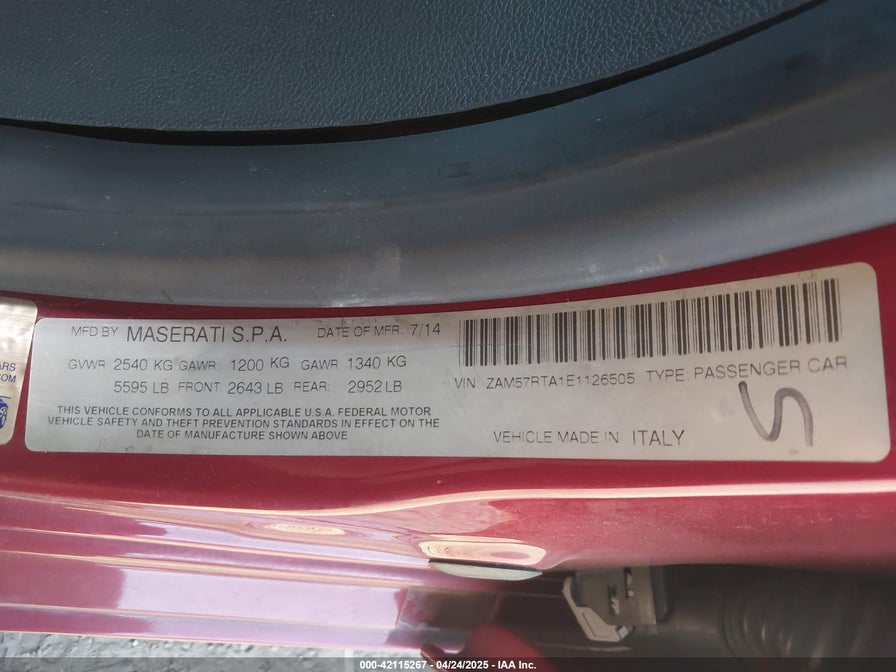 MFD BY MASERATI S.P.A. DATE OF MFR: 7/14
GVWR 2540 KG GAWR: 1200 KG GAWR 1340 KG
5595 LB FRONT: 2643 LB REAR: 2952 LB
THIS VEHICLE CONFORMS TO ALL APPLICABLE U.S.A. FEDERAL MOTOR
VEHICLE SAFETY AND THEFT PREVENTION STANDARDS IN EFFECT ON THE
DATE OF MANUFACTURE SHOWN ABOVE
VIN: ZAM57RTA1E1126505 TYPE: PASSENGER CAR
VEHICLE MADE IN ITALY
ARS
OM
000-42115267 - 04/24/2025 - IAA Inc.